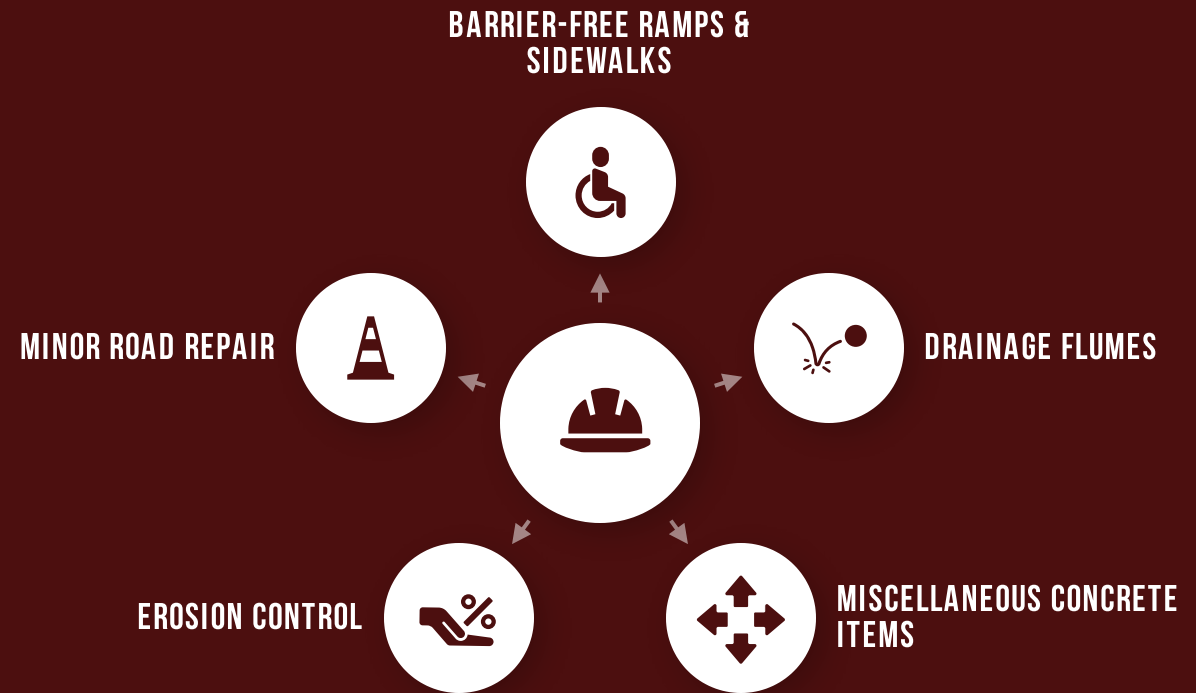 BARRIER-FREE RAMPS &
SIDEWALKS
MINOR ROAD REPAIR
DRAINAGE FLUMES
EROSION CONTROL
MISCELLANEOUS CONCRETE
ITEMS